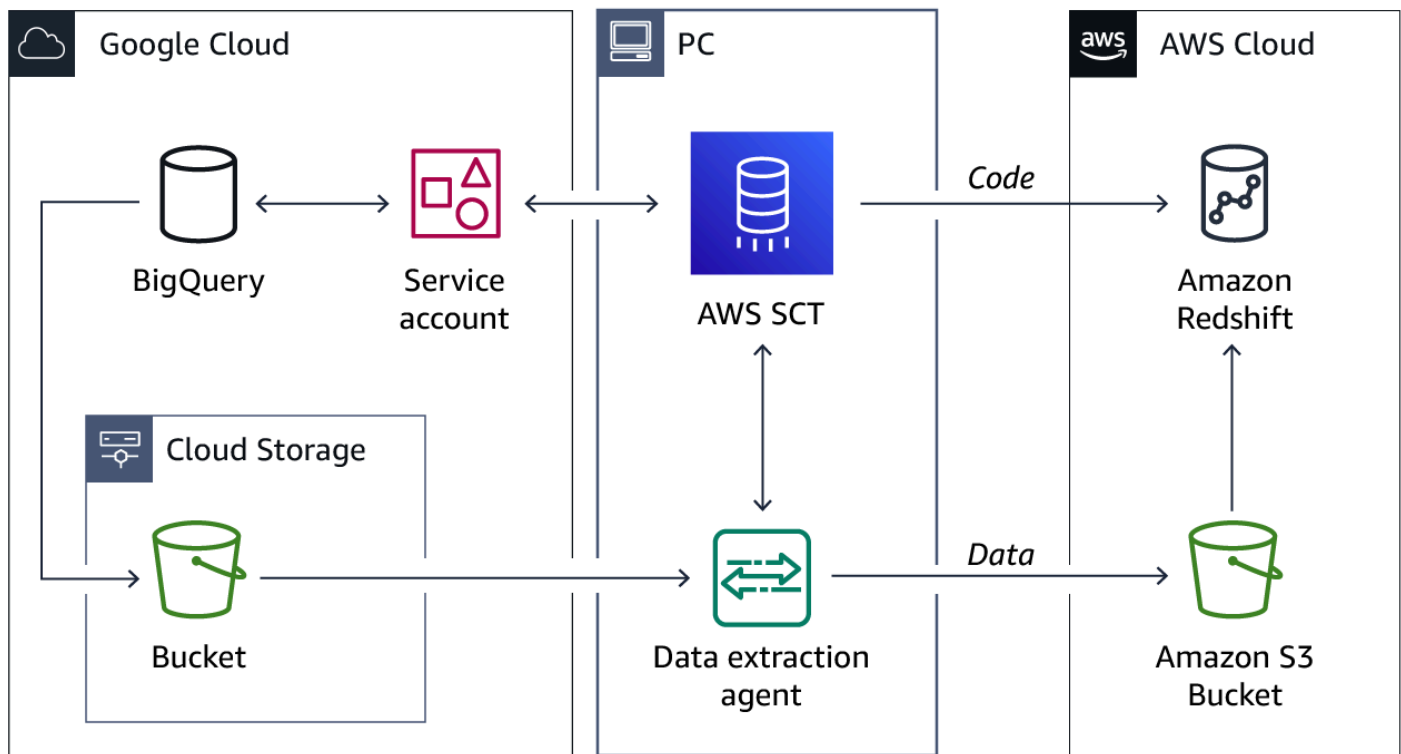 Google Cloud
PC
aws
AWS Cloud
BigQuery
Service
account
AWS SCT
Code
Amazon
Redshift
Cloud Storage
Bucket
Data extraction
agent
Data
Amazon S3
Bucket